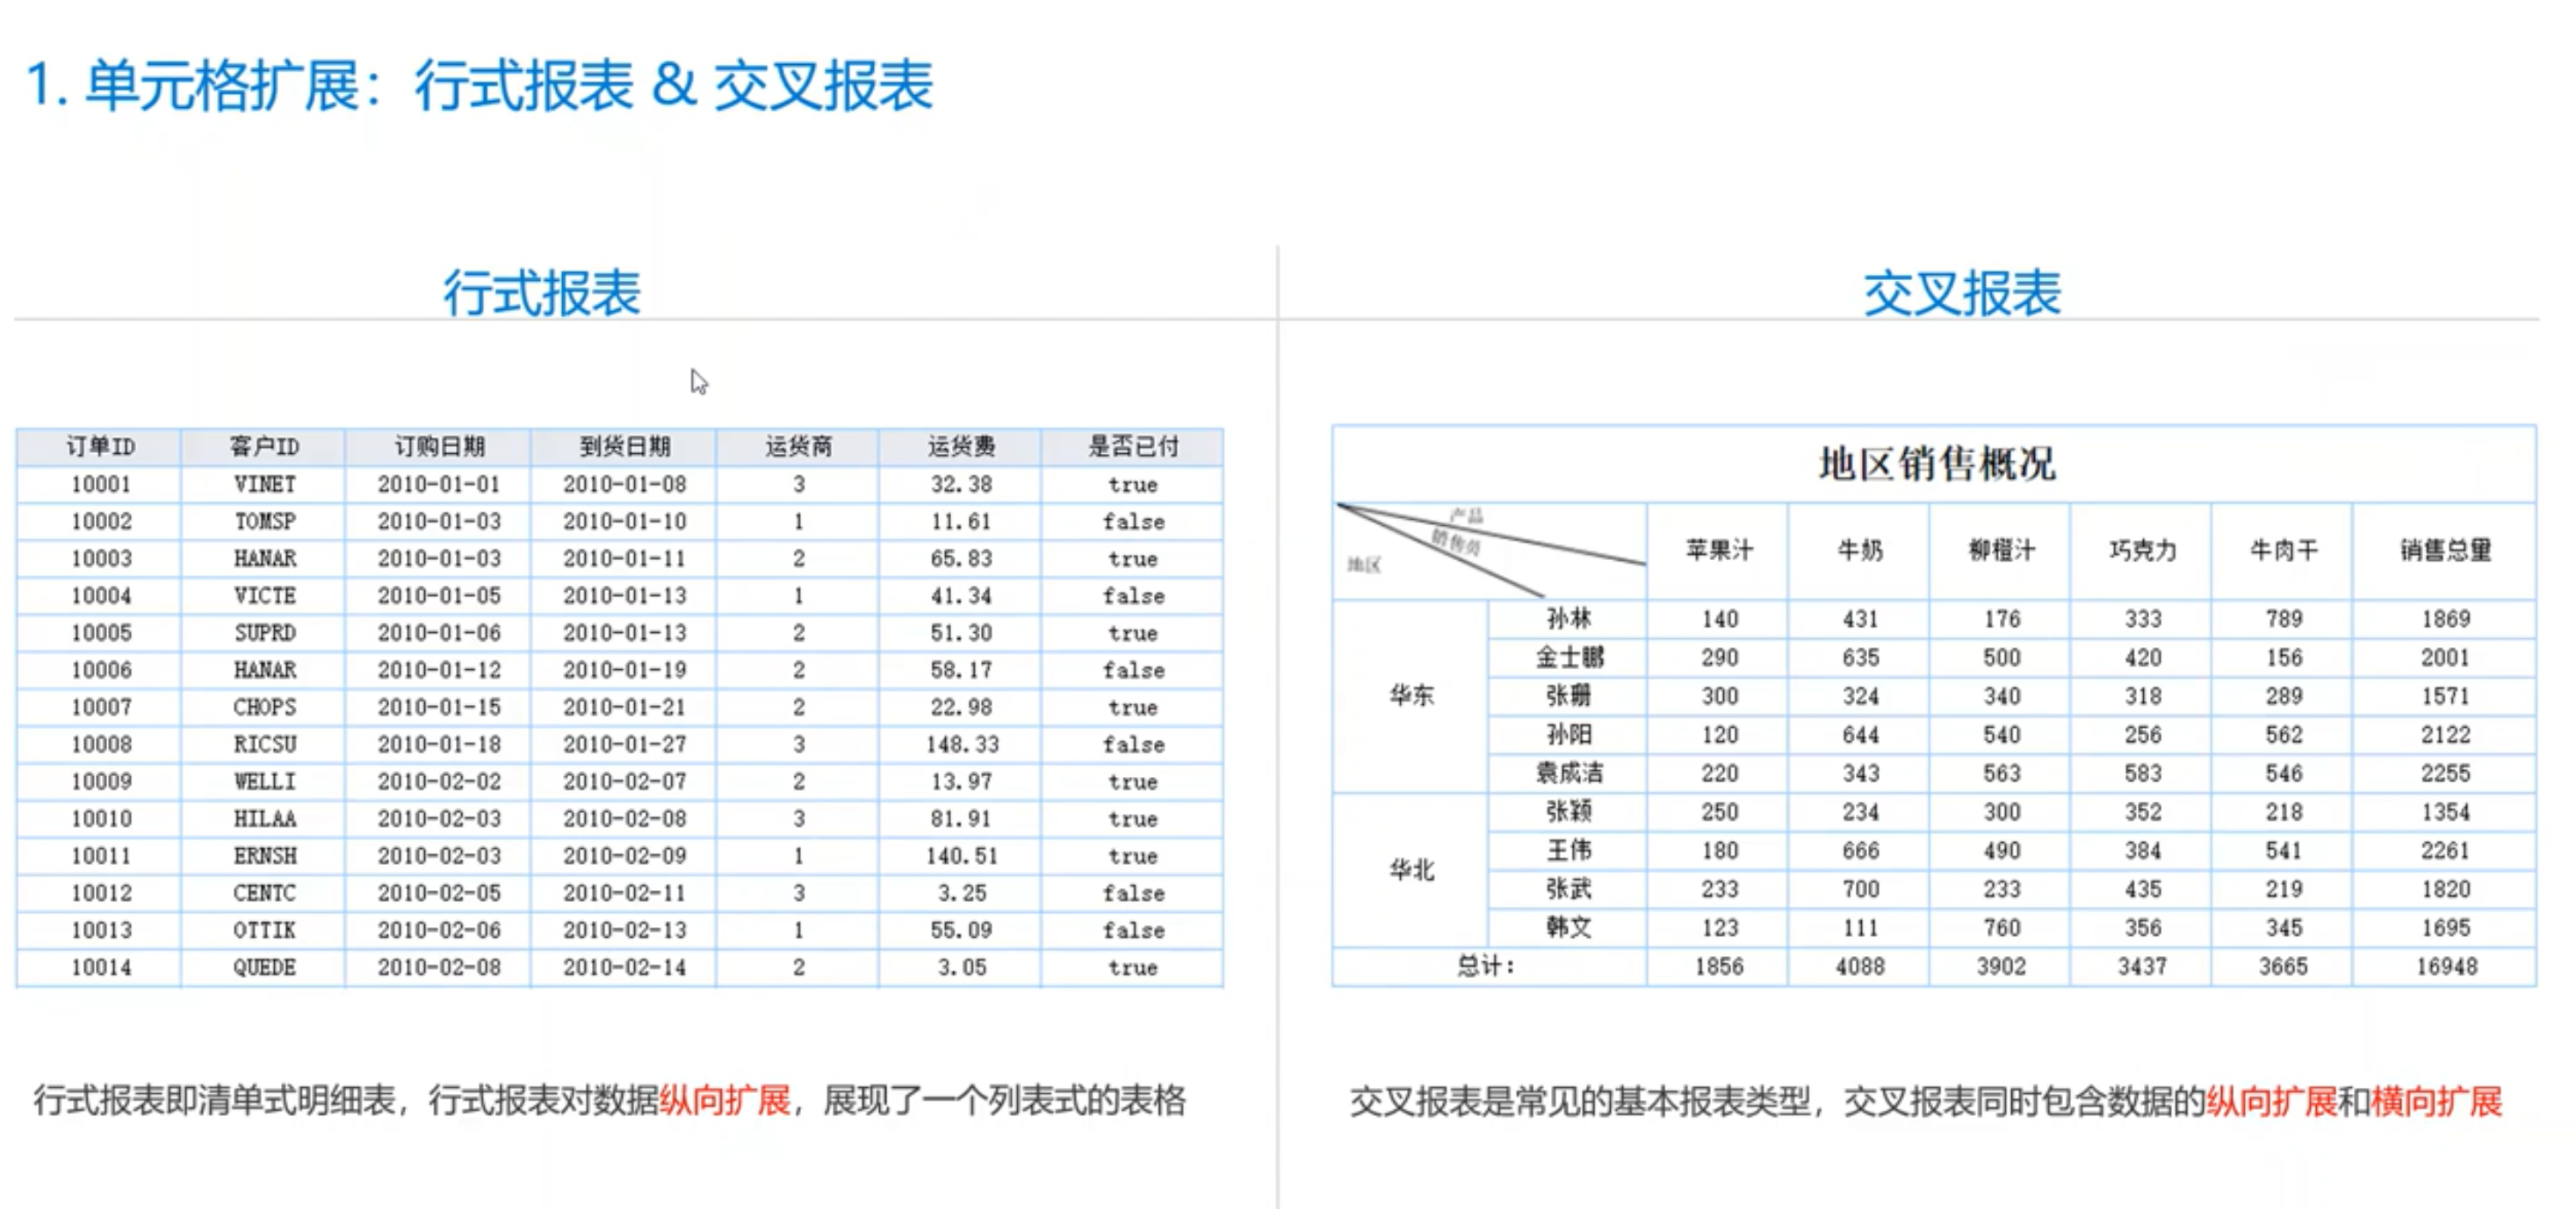 1. 单元格扩展：行式报表 & 交叉报表
行式报表
订单ID 客户ID 订购日期 到货日期 运货商 运货费 是否已付
10001 VINET 2010-01-01 2010-01-08 3 32.38 true
10002 TOMSP 2010-01-03 2010-01-10 1 11.61 false
10003 HANAR 2010-01-03 2010-01-11 2 65.83 true
10004 VICTE 2010-01-05 2010-01-13 1 41.34 false
10005 SUPRD 2010-01-06 2010-01-13 2 51.30 true
10006 HANAR 2010-01-12 2010-01-19 2 58.17 false
10007 CHOPS 2010-01-15 2010-01-21 2 22.98 true
10008 RICSU 2010-01-18 2010-01-27 3 148.33 false
10009 WELLI 2010-02-02 2010-02-07 2 13.97 true
10010 HILAA 2010-02-03 2010-02-08 3 81.91 true
10011 ERNSH 2010-02-03 2010-02-09 1 140.51 true
10012 CENTC 2010-02-05 2010-02-11 3 3.25 false
10013 OTTIK 2010-02-06 2010-02-13 1 55.09 false
10014 QUEDE 2010-02-08 2010-02-14 2 3.05 true
行式报表即清单式明细表，行式报表对数据纵向扩展，展现了一个列表式的表格
交叉报表
地区销售概况
产品
销售员
地区
苹果汁 牛奶 柳橙汁 巧克力 牛肉干 销售总量
华东
孙林 140 431 176 333 789 1869
金士鹏 290 635 500 420 156 2001
张珊 300 324 340 318 289 1571
孙阳 120 644 540 256 562 2122
袁成洁 220 343 563 583 546 2255
华北
张颖 250 234 300 352 218 1354
王伟 180 666 490 384 541 2261
张武 233 700 233 435 219 1820
韩文 123 111 760 356 345 1695
总计： 1856 4088 3902 3437 3665 16948
交叉报表是常见的基本报表类型，交叉报表同时包含数据的纵向扩展和横向扩展